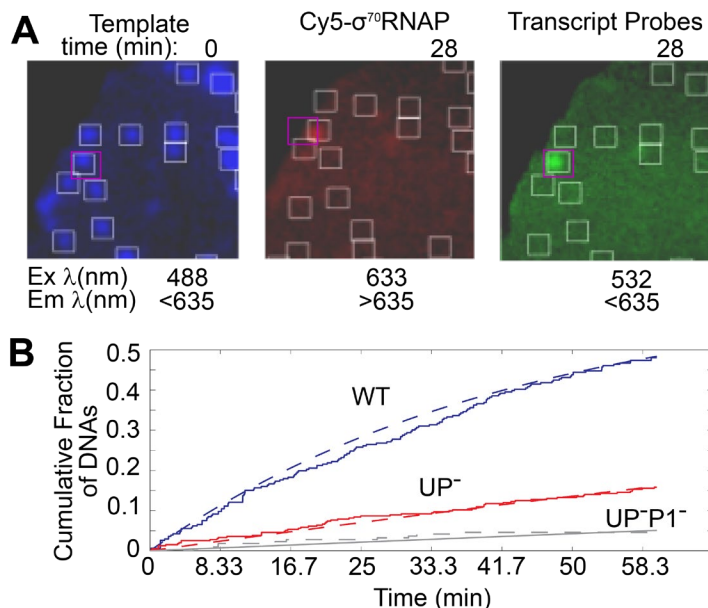 A Template Cy5-σ⁷⁰RNAP Transcript Probes
time (min): 0 28 28
Ex λ(nm) 488 633 532
Em λ(nm) <635 >635 <635
B
Cumulative Fraction
of DNAs
0.5
0.4
0.3
0.2
0.1
0
WT
UP⁻
UP⁻P1⁻
0 8.33 16.7 25 33.3 41.7 50 58.3
Time (min)